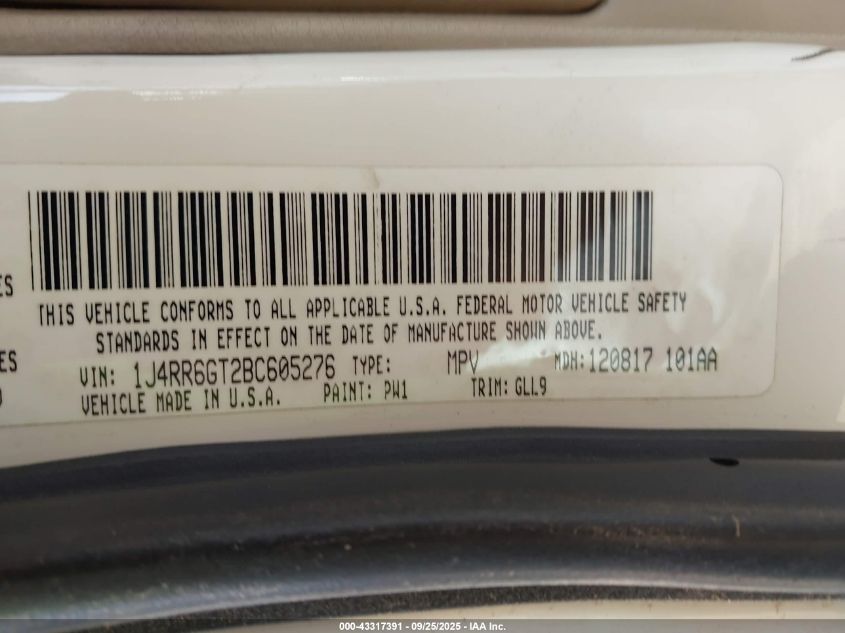 ES
THIS VEHICLE CONFORMS TO ALL APPLICABLE U.S.A. FEDERAL MOTOR VEHICLE SAFETY
ES STANDARDS IN EFFECT ON THE DATE OF MANUFACTURE SHOWN ABOVE.
VIN: 1J4RR6GT2BC605276 TYPE: MPV MDH:120817 101AA
VEHICLE MADE IN U.S.A. PAINT: PW1 TRIM: GLL9
000-43317391 - 09/25/2025 - IAA Inc.